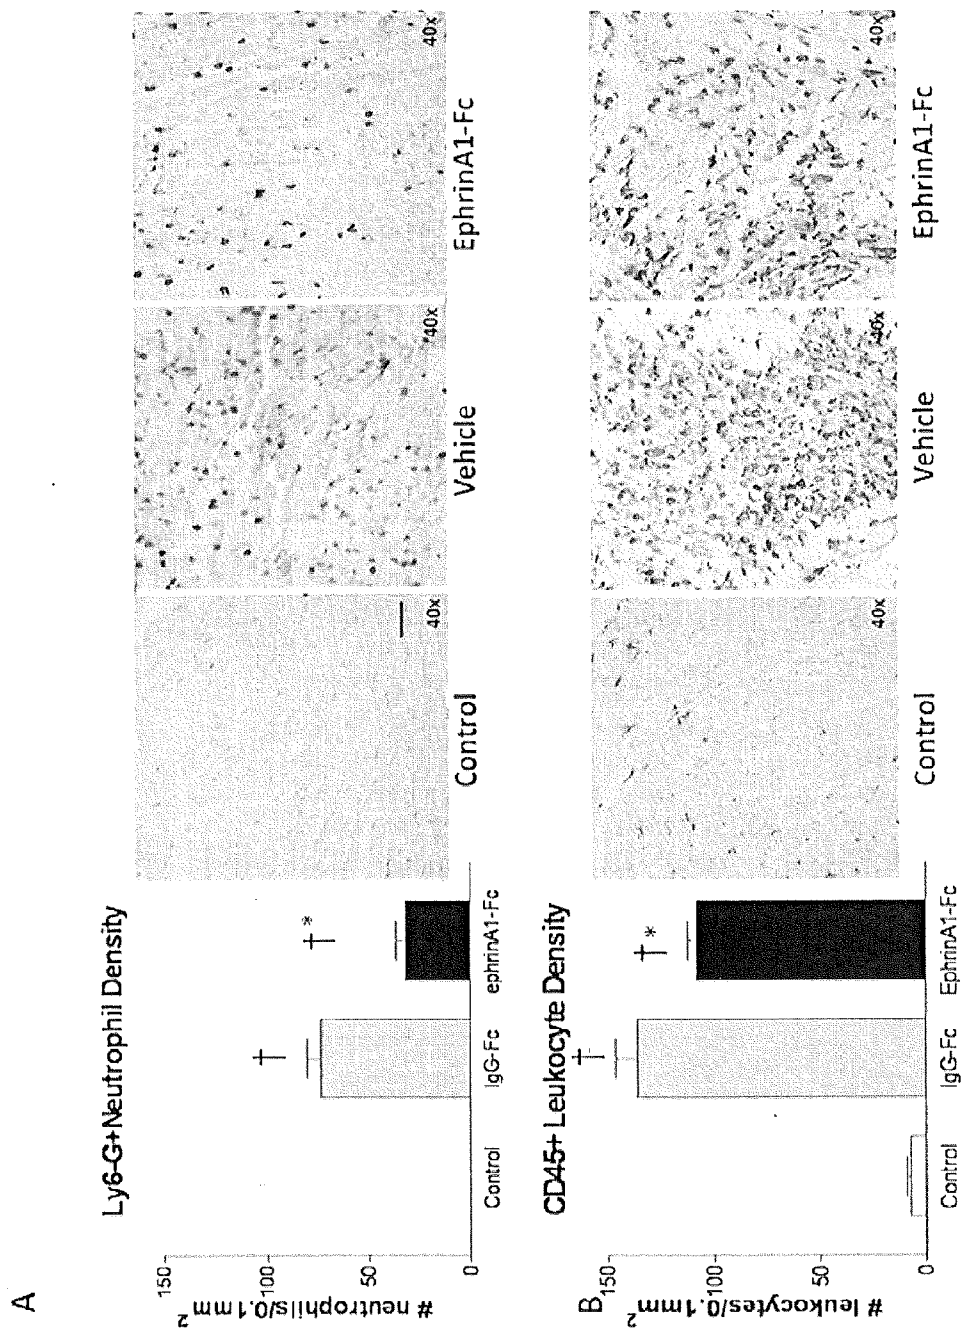 A
Ly6-G+Neutrophil Density
# neutrophils/0.1mm²
150
100
50
0
Control
IgG-Fc
ephrinA1-Fc
†
†
*
40x
Control
40x
Vehicle
40x
EphrinA1-Fc
B
CD45+ Leukocyte Density
# leukocytes/0.1mm²
150
100
50
0
Control
IgG-Fc
EphrinA1-Fc
†
†
*
40x
Control
40x
Vehicle
40x
EphrinA1-Fc